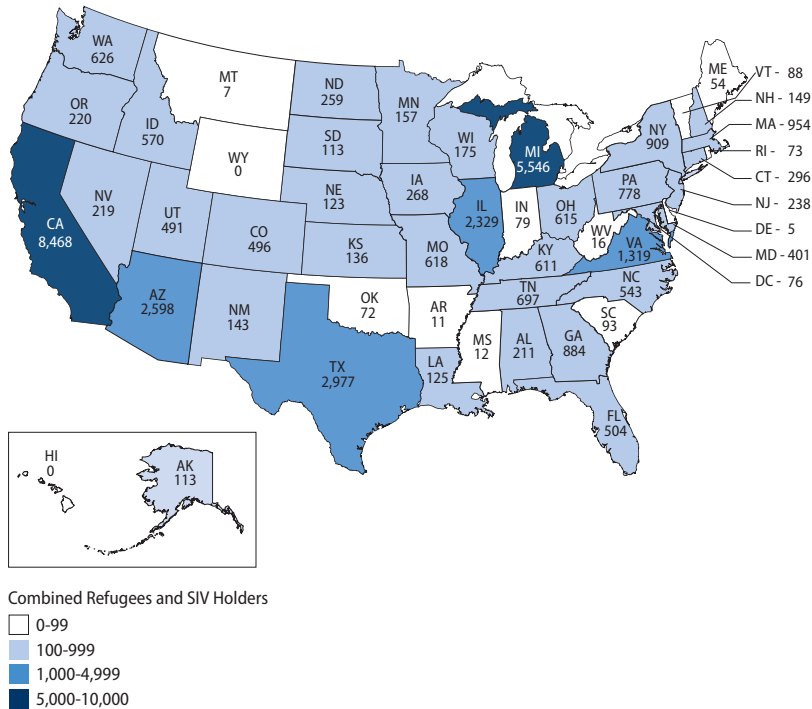 WA
626
MT
7
ND
259
MN
157
ME
54
VT - 88
NH - 149
MA - 954
RI - 73
CT - 296
NJ - 238
DE - 5
MD - 401
DC - 76
OR
220
ID
570
SD
113
WI
175
MI
5,546
NY
909
WY
0
NE
123
IA
268
PA
778
NV
219
UT
491
CO
496
IL
2,329
IN
79
OH
615
CA
8,468
KS
136
MO
618
WV
16
VA
1,319
KY
611
AZ
2,598
NM
143
OK
72
AR
11
TN
697
NC
543
SC
93
TX
2,977
LA
125
MS
12
AL
211
GA
884
FL
504
HI
0
AK
113
Combined Refugees and SIV Holders
0-99
100-999
1,000-4,999
5,000-10,000